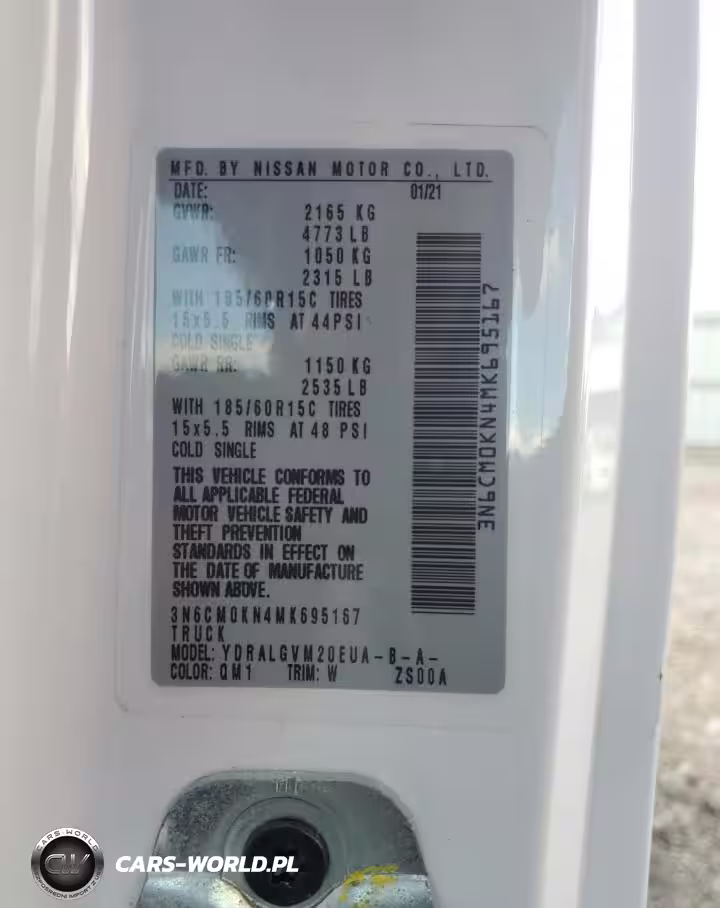 MFD. BY NISSAN MOTOR CO., LTD.
DATE: 01/21
GVWR: 2165 KG
4773 LB
GAWR FR: 1050 KG
2315 LB
WITH 185/60R15C TIRES
15x5.5 RIMS AT 44PSI
COLD SINGLE
GAWR RR: 1150 KG
2535 LB
WITH 185/60R15C TIRES
15x5.5 RIMS AT 48 PSI
COLD SINGLE
THIS VEHICLE CONFORMS TO
ALL APPLICABLE FEDERAL
MOTOR VEHICLE SAFETY AND
THEFT PREVENTION
STANDARDS IN EFFECT ON
THE DATE OF MANUFACTURE
SHOWN ABOVE.
3N6CM0KN4MK695167
TRUCK
MODEL: YDRALGVM20EUA-B-A-
COLOR: QM1 TRIM: W ZS00A
3N6CM0KN4MK695167
CARS-WORLD
CW
CARS-WORLD.PL